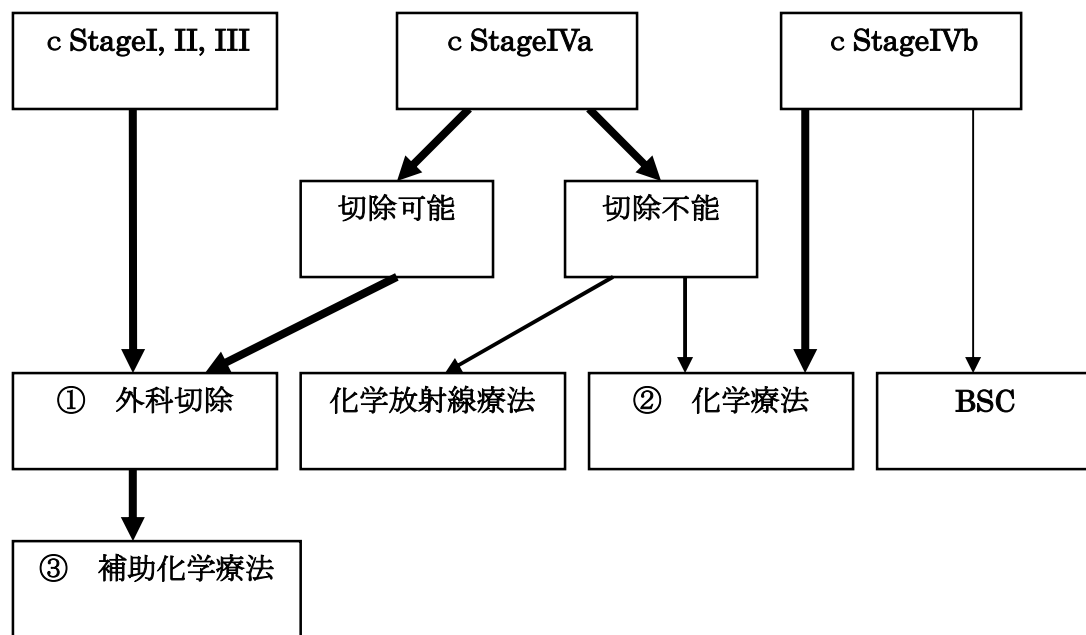 c StageI, II, III
c StageIVa
c StageIVb
切除可能
切除不能
① 外科切除
化学放射線療法
② 化学療法
BSC
③ 補助化学療法